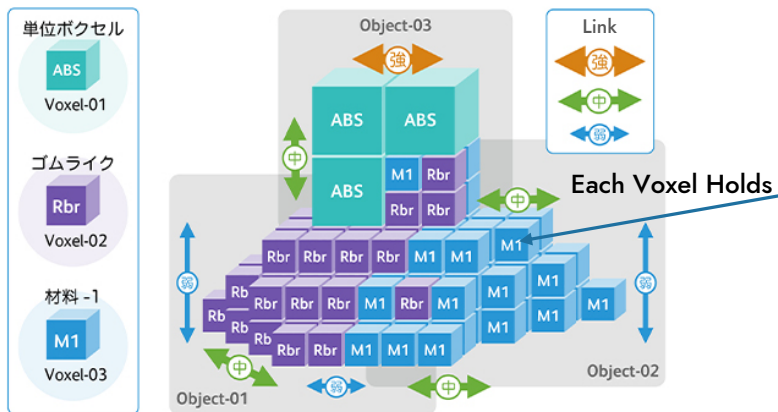 単位ボクセル
ABS
Voxel-01
ゴムライク
Rbr
Voxel-02
材料-1
M1
Voxel-03
Object-03
強
Link
強
中
弱
ABS ABS
中
ABS M1 Rbr
Rbr Rbr
中
Each Voxel Holds
Rbr Rbr Rbr Rbr M1 M1 M1
弱
弱
Rb Rbr Rbr Rbr M1 Rbr M1 M1 M1
Rb Rb Rbr Rbr M1 M1 M1 M1 M1 M1
中
弱
中
Object-01
Object-02